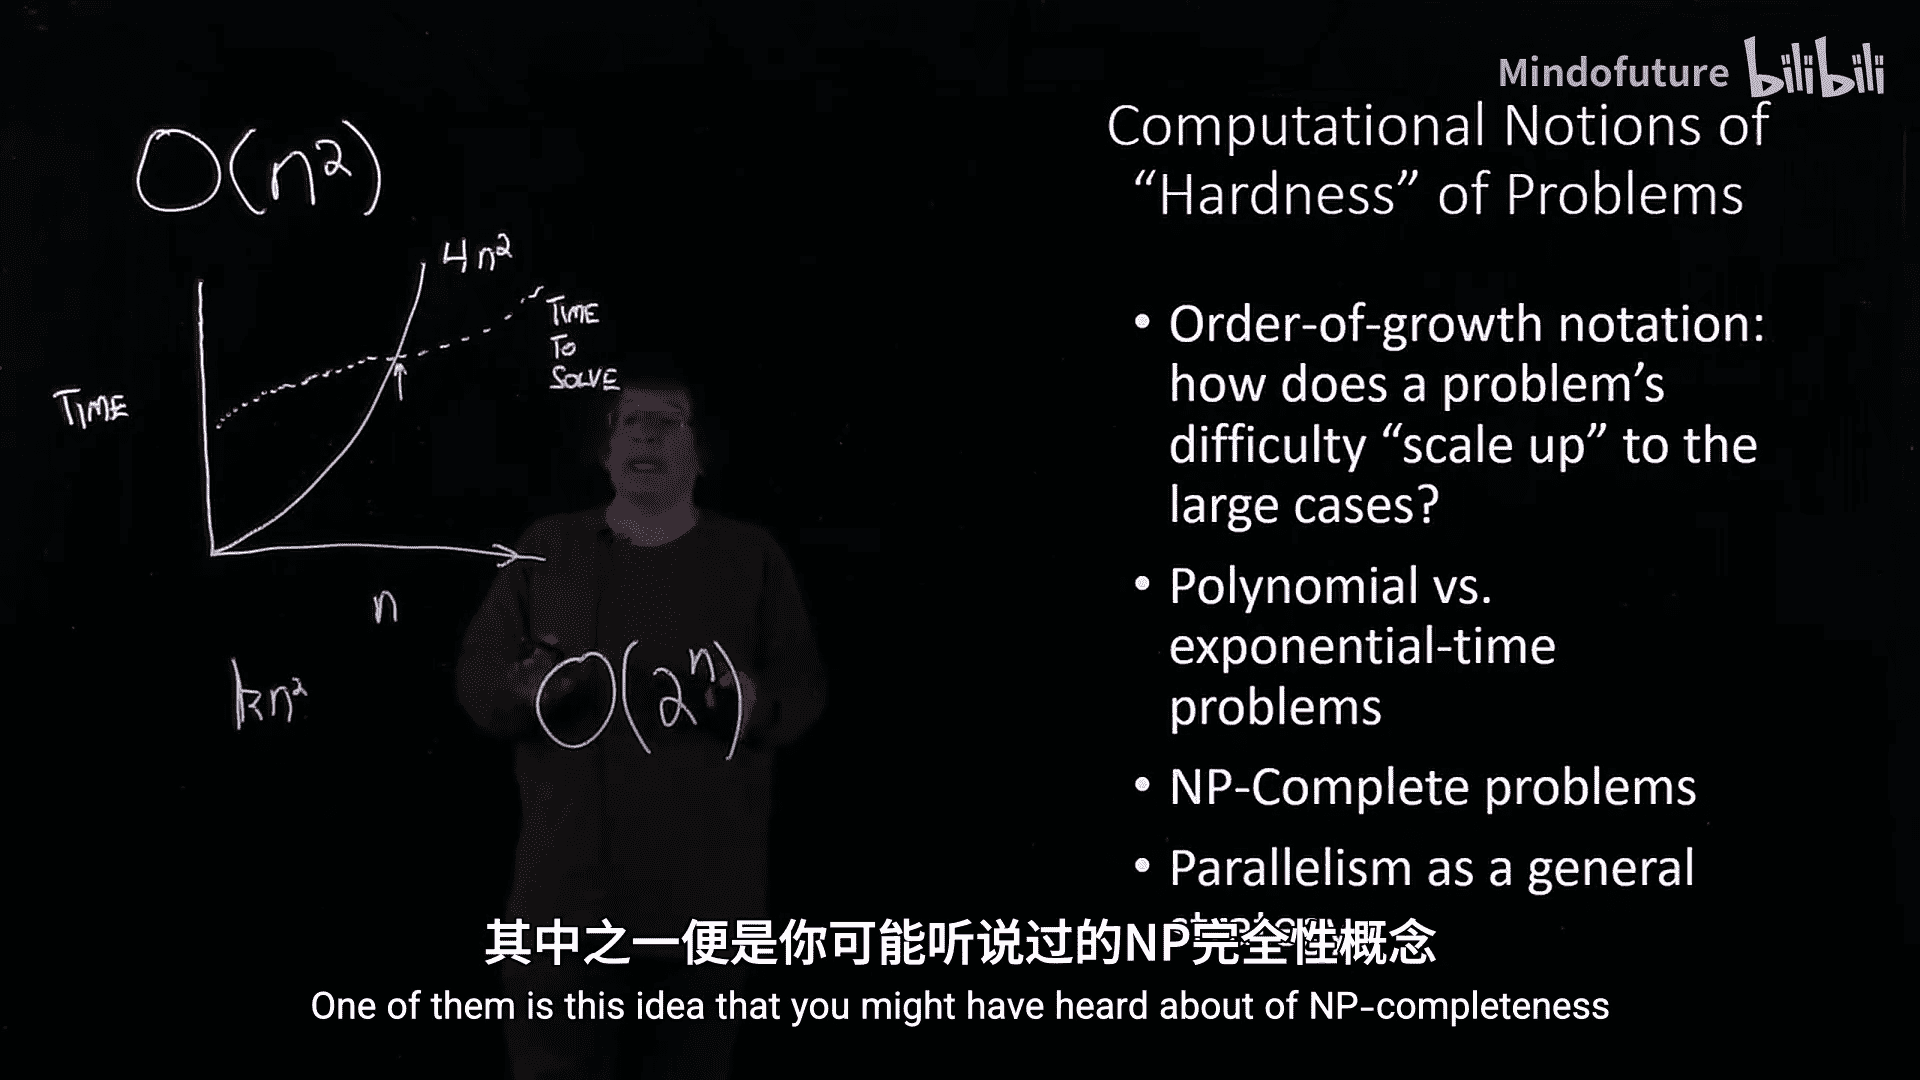 Mindofuture bilibili
Computational Notions of
“Hardness” of Problems
O(n²)
4n²
TIME
TO
SOLVE
TIME
n
kn²
O(2ⁿ)
• Order-of-growth notation:
how does a problem’s
difficulty “scale up” to the
large cases?
• Polynomial vs.
exponential-time
problems
• NP-Complete problems
• Parallelism as a general
其中之一便是你可能听说过的NP完全性概念
One of them is this idea that you might have heard about of NP-completeness